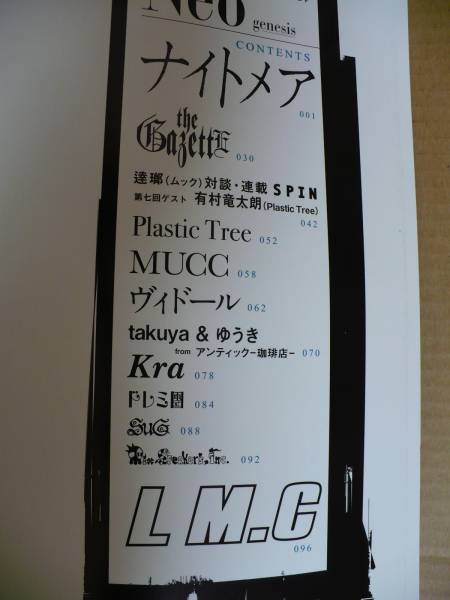 Neo
genesis
CONTENTS
ナイトメア
001
the
GazettE
030
逹瑯(ムック)対談・連載 SPIN
第七回ゲスト 有村竜太朗(Plastic Tree)
042
Plastic Tree 052
MUCC 058
ヴィドール 062
takuya & ゆうき
from アンティック-珈琲店- 070
Kra 078
ドレミ團 084
SuG 088
092
LM.C
096